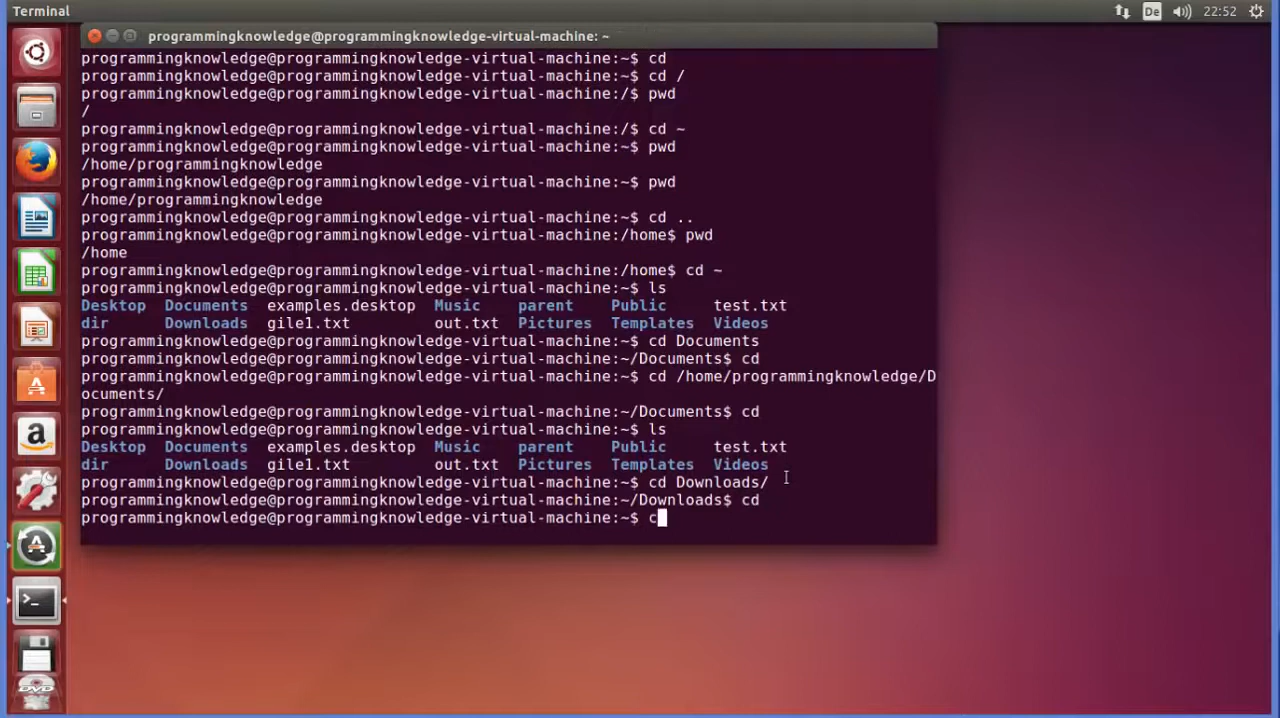 Terminal
De
22:52
programmingknowledge@programmingknowledge-virtual-machine: ~
programmingknowledge@programmingknowledge-virtual-machine:~$ cd
programmingknowledge@programmingknowledge-virtual-machine:~$ cd /
programmingknowledge@programmingknowledge-virtual-machine:/$ pwd
/
programmingknowledge@programmingknowledge-virtual-machine:/$ cd ~
programmingknowledge@programmingknowledge-virtual-machine:~$ pwd
/home/programmingknowledge
programmingknowledge@programmingknowledge-virtual-machine:~$ pwd
/home/programmingknowledge
programmingknowledge@programmingknowledge-virtual-machine:~$ cd ..
programmingknowledge@programmingknowledge-virtual-machine:/home$ pwd
/home
programmingknowledge@programmingknowledge-virtual-machine:/home$ cd ~
programmingknowledge@programmingknowledge-virtual-machine:~$ ls
Desktop Documents examples.desktop Music parent Public test.txt
dir Downloads gile1.txt out.txt Pictures Templates Videos
programmingknowledge@programmingknowledge-virtual-machine:~$ cd Documents
programmingknowledge@programmingknowledge-virtual-machine:~/Documents$ cd
programmingknowledge@programmingknowledge-virtual-machine:~$ cd /home/programmingknowledge/D
ocuments/
programmingknowledge@programmingknowledge-virtual-machine:~/Documents$ cd
programmingknowledge@programmingknowledge-virtual-machine:~$ ls
Desktop Documents examples.desktop Music parent Public test.txt
dir Downloads gile1.txt out.txt Pictures Templates Videos
programmingknowledge@programmingknowledge-virtual-machine:~$ cd Downloads/
programmingknowledge@programmingknowledge-virtual-machine:~/Downloads$ cd
programmingknowledge@programmingknowledge-virtual-machine:~$ c
DVD